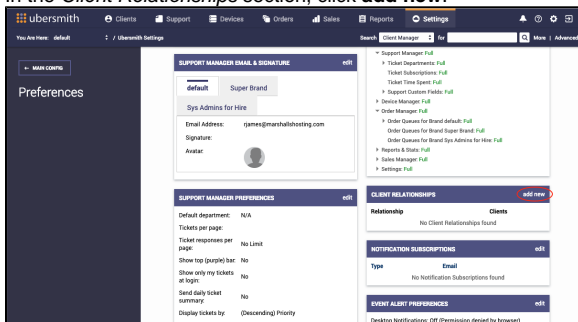 In the Client Relationships section, click add new.
ubersmith
Clients
Support
Devices
Orders
Sales
Reports
Settings
You Are Here: default
/ Ubersmith Settings
Search Client Manager for
More | Advanced
← MAIN CONFIG
Preferences
SUPPORT MANAGER EMAIL & SIGNATURE edit
default Super Brand
Sys Admins for Hire
Email Address: rjames@marshallshosting.com
Signature:
Avatar:
SUPPORT MANAGER PREFERENCES edit
Default department: N/A
Tickets per page:
Ticket responses per page: No Limit
Show top (purple) bar: No
Show only my tickets at login: No
Send daily ticket summary: No
Display tickets by: (Descending) Priority
Support Manager: Full
Ticket Departments: Full
Ticket Subscriptions: Full
Ticket Time Spent: Full
Support Custom Fields: Full
Device Manager: Full
Order Manager: Full
Order Queues for Brand default: Full
Order Queues for Brand Super Brand: Full
Order Queues for Brand Sys Admins for Hire: Full
Reports & Stats: Full
Sales Manager: Full
Settings: Full
CLIENT RELATIONSHIPS add new
Relationship Clients
No Client Relationships found
NOTIFICATION SUBSCRIPTIONS edit
Type Email
No Notification Subscriptions found
EVENT ALERT PREFERENCES edit
Desktop Notifications: Off (Permission denied by browser)